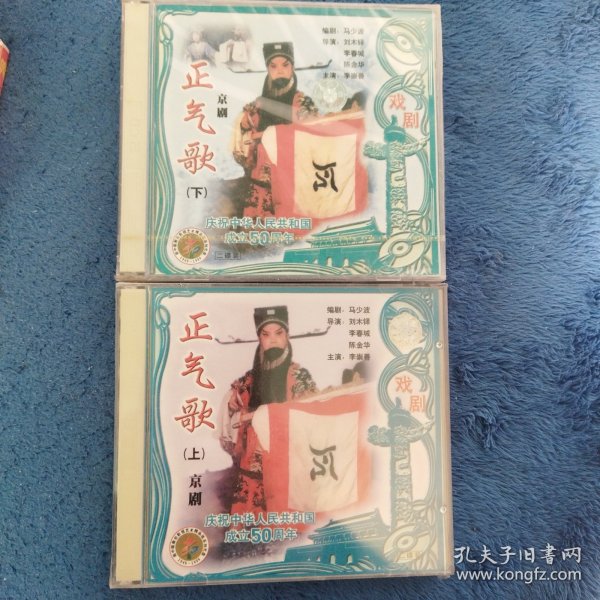 正气歌
京剧
(下)
编剧:马少波
导演:刘木铎
李春城
陈金华
主演:李崇善
戏剧
庆祝中华人民共和国
成立50周年
正气歌
(上)
京剧
编剧:马少波
导演:刘木铎
李春城
陈金华
主演:李崇善
戏剧
庆祝中华人民共和国
成立50周年
孔夫子旧书网
www.kongfz.com